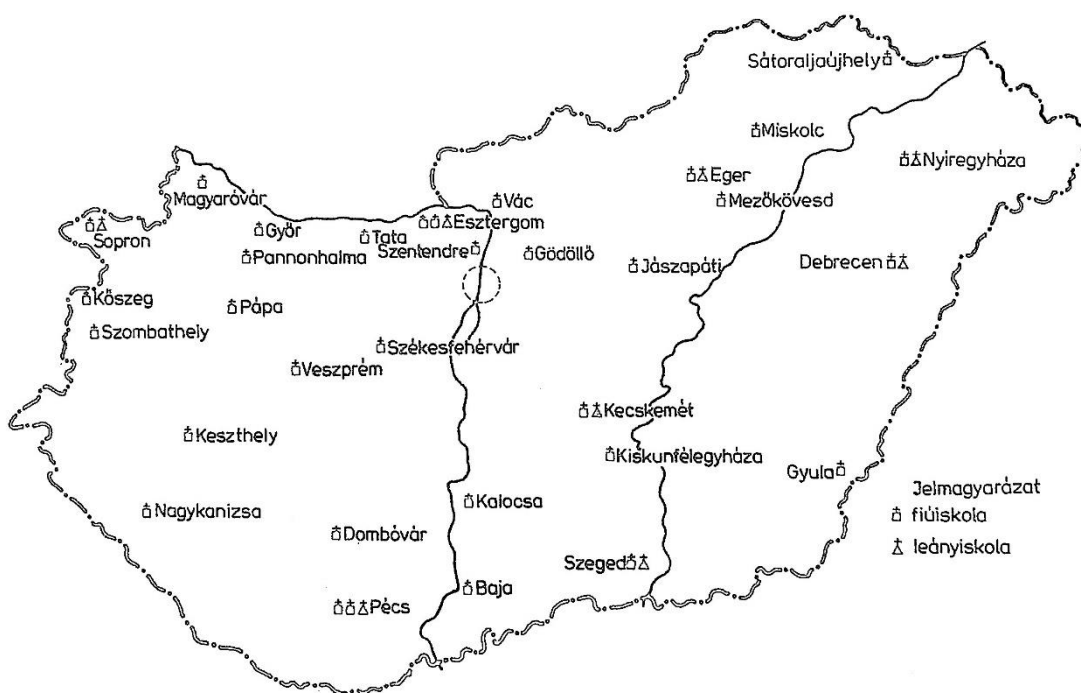 Sátoraljaújhely
Miskolc
Nyiregyháza
Eger
Magyaróvár
Vác
Mezőkövesd
Sopron
Győr
Tata
Esztergom
Szentendre
Gödöllő
Pannonhalma
Jászapáti
Debrecen
Kőszeg
Pápa
Szombathely
Székesfehérvár
Veszprém
Kecskemét
Keszthely
Kiskunfélegyháza
Gyula
Jelmagyarázat
Kalocsa
Nagykanizsa
fiúiskola
Dombóvár
leányiskola
Szeged
Baja
Pécs